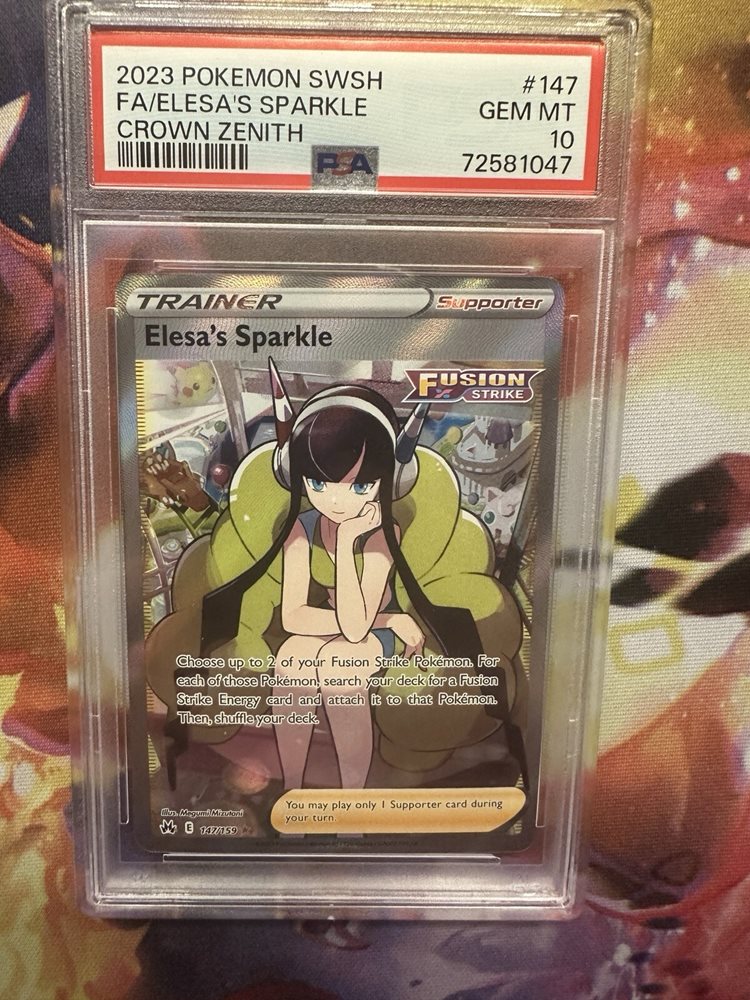 2023 POKEMON SWSH #147
FA/ELESA'S SPARKLE GEM MT
CROWN ZENITH 10
PSA 72581047
TRAINER Supporter
Elesa's Sparkle
FUSION
STRIKE
Choose up to 2 of your Fusion Strike Pokémon. For
each of those Pokémon, search your deck for a Fusion
Strike Energy card and attach it to that Pokémon.
Then, shuffle your deck.
Illus. Megumi Mizutani
You may play only 1 Supporter card during
your turn.
E 147/159